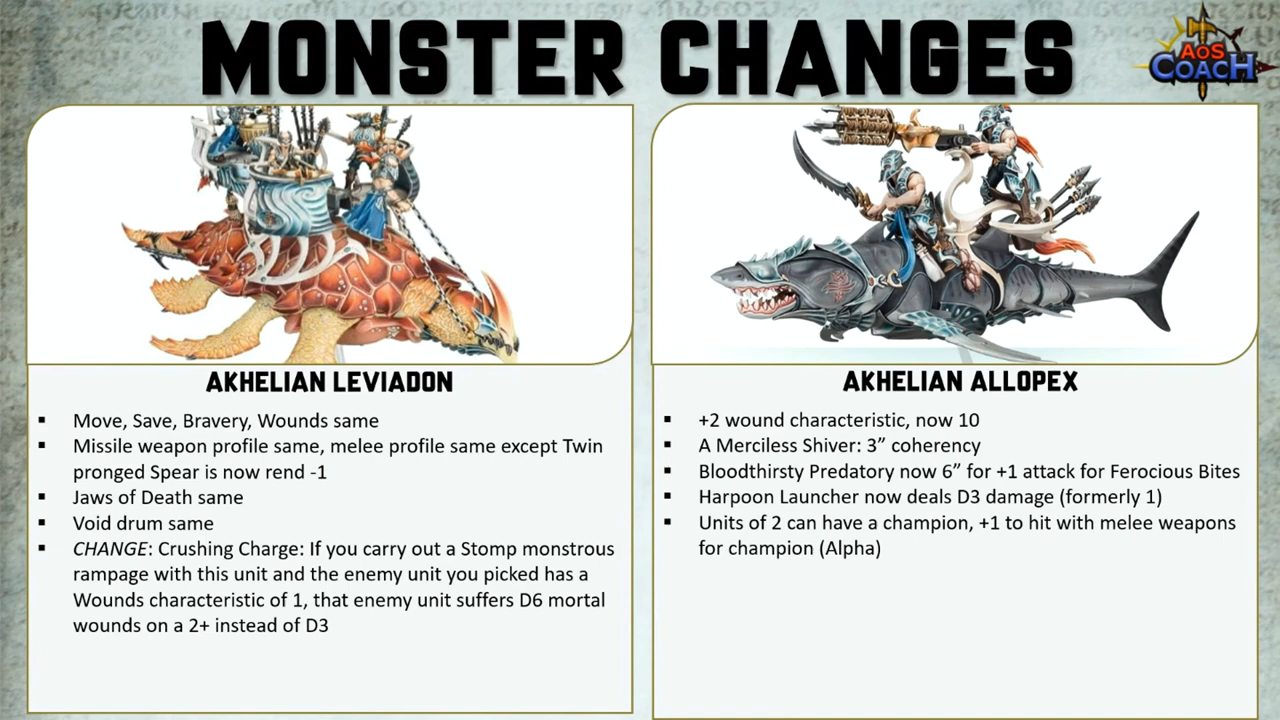 MONSTER CHANGES
AoS
COACH
AKHELIAN LEVIADON
▪ Move, Save, Bravery, Wounds same
▪ Missile weapon profile same, melee profile same except Twin
pronged Spear is now rend -1
▪ Jaws of Death same
▪ Void drum same
▪ CHANGE: Crushing Charge: If you carry out a Stomp monstrous
rampage with this unit and the enemy unit you picked has a
Wounds characteristic of 1, that enemy unit suffers D6 mortal
wounds on a 2+ instead of D3
AKHELIAN ALLOPEX
▪ +2 wound characteristic, now 10
▪ A Merciless Shiver: 3” coherency
▪ Bloodthirsty Predatory now 6” for +1 attack for Ferocious Bites
▪ Harpoon Launcher now deals D3 damage (formerly 1)
▪ Units of 2 can have a champion, +1 to hit with melee weapons
for champion (Alpha)